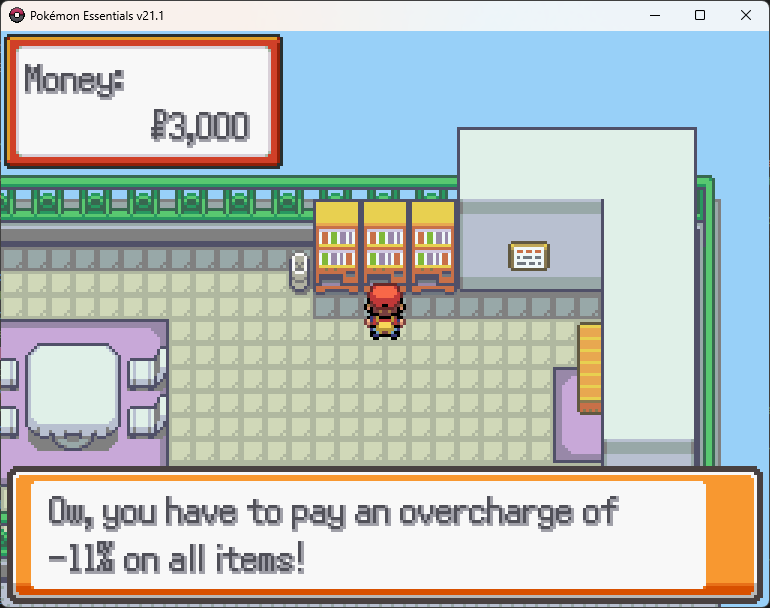 Pokémon Essentials v21.1
Money:
₽3,000
Ow, you have to pay an overcharge of
-11% on all items!